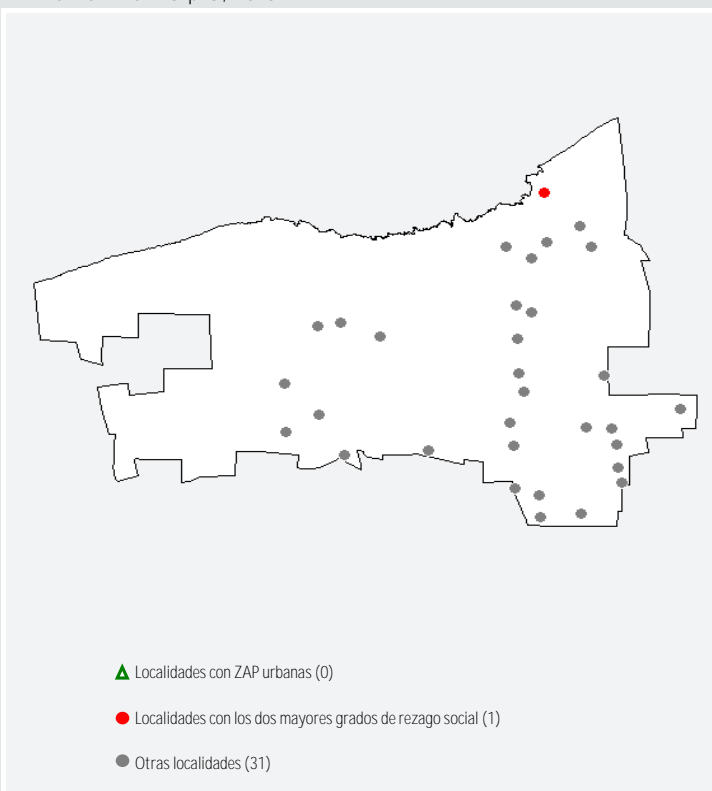 Localidades con ZAP urbanas (0)
Localidades con los dos mayores grados de rezago social (1)
Otras localidades (31)